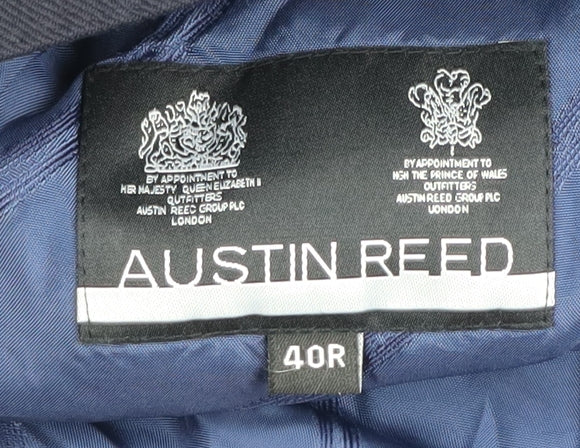 BY APPOINTMENT TO
HER MAJESTY QUEEN ELIZABETH II
OUTFITTERS
AUSTIN REED GROUP PLC
LONDON
BY APPOINTMENT TO
HRH THE PRINCE OF WALES
OUTFITTERS
AUSTIN REED GROUP PLC
LONDON
AUSTIN REED
40R